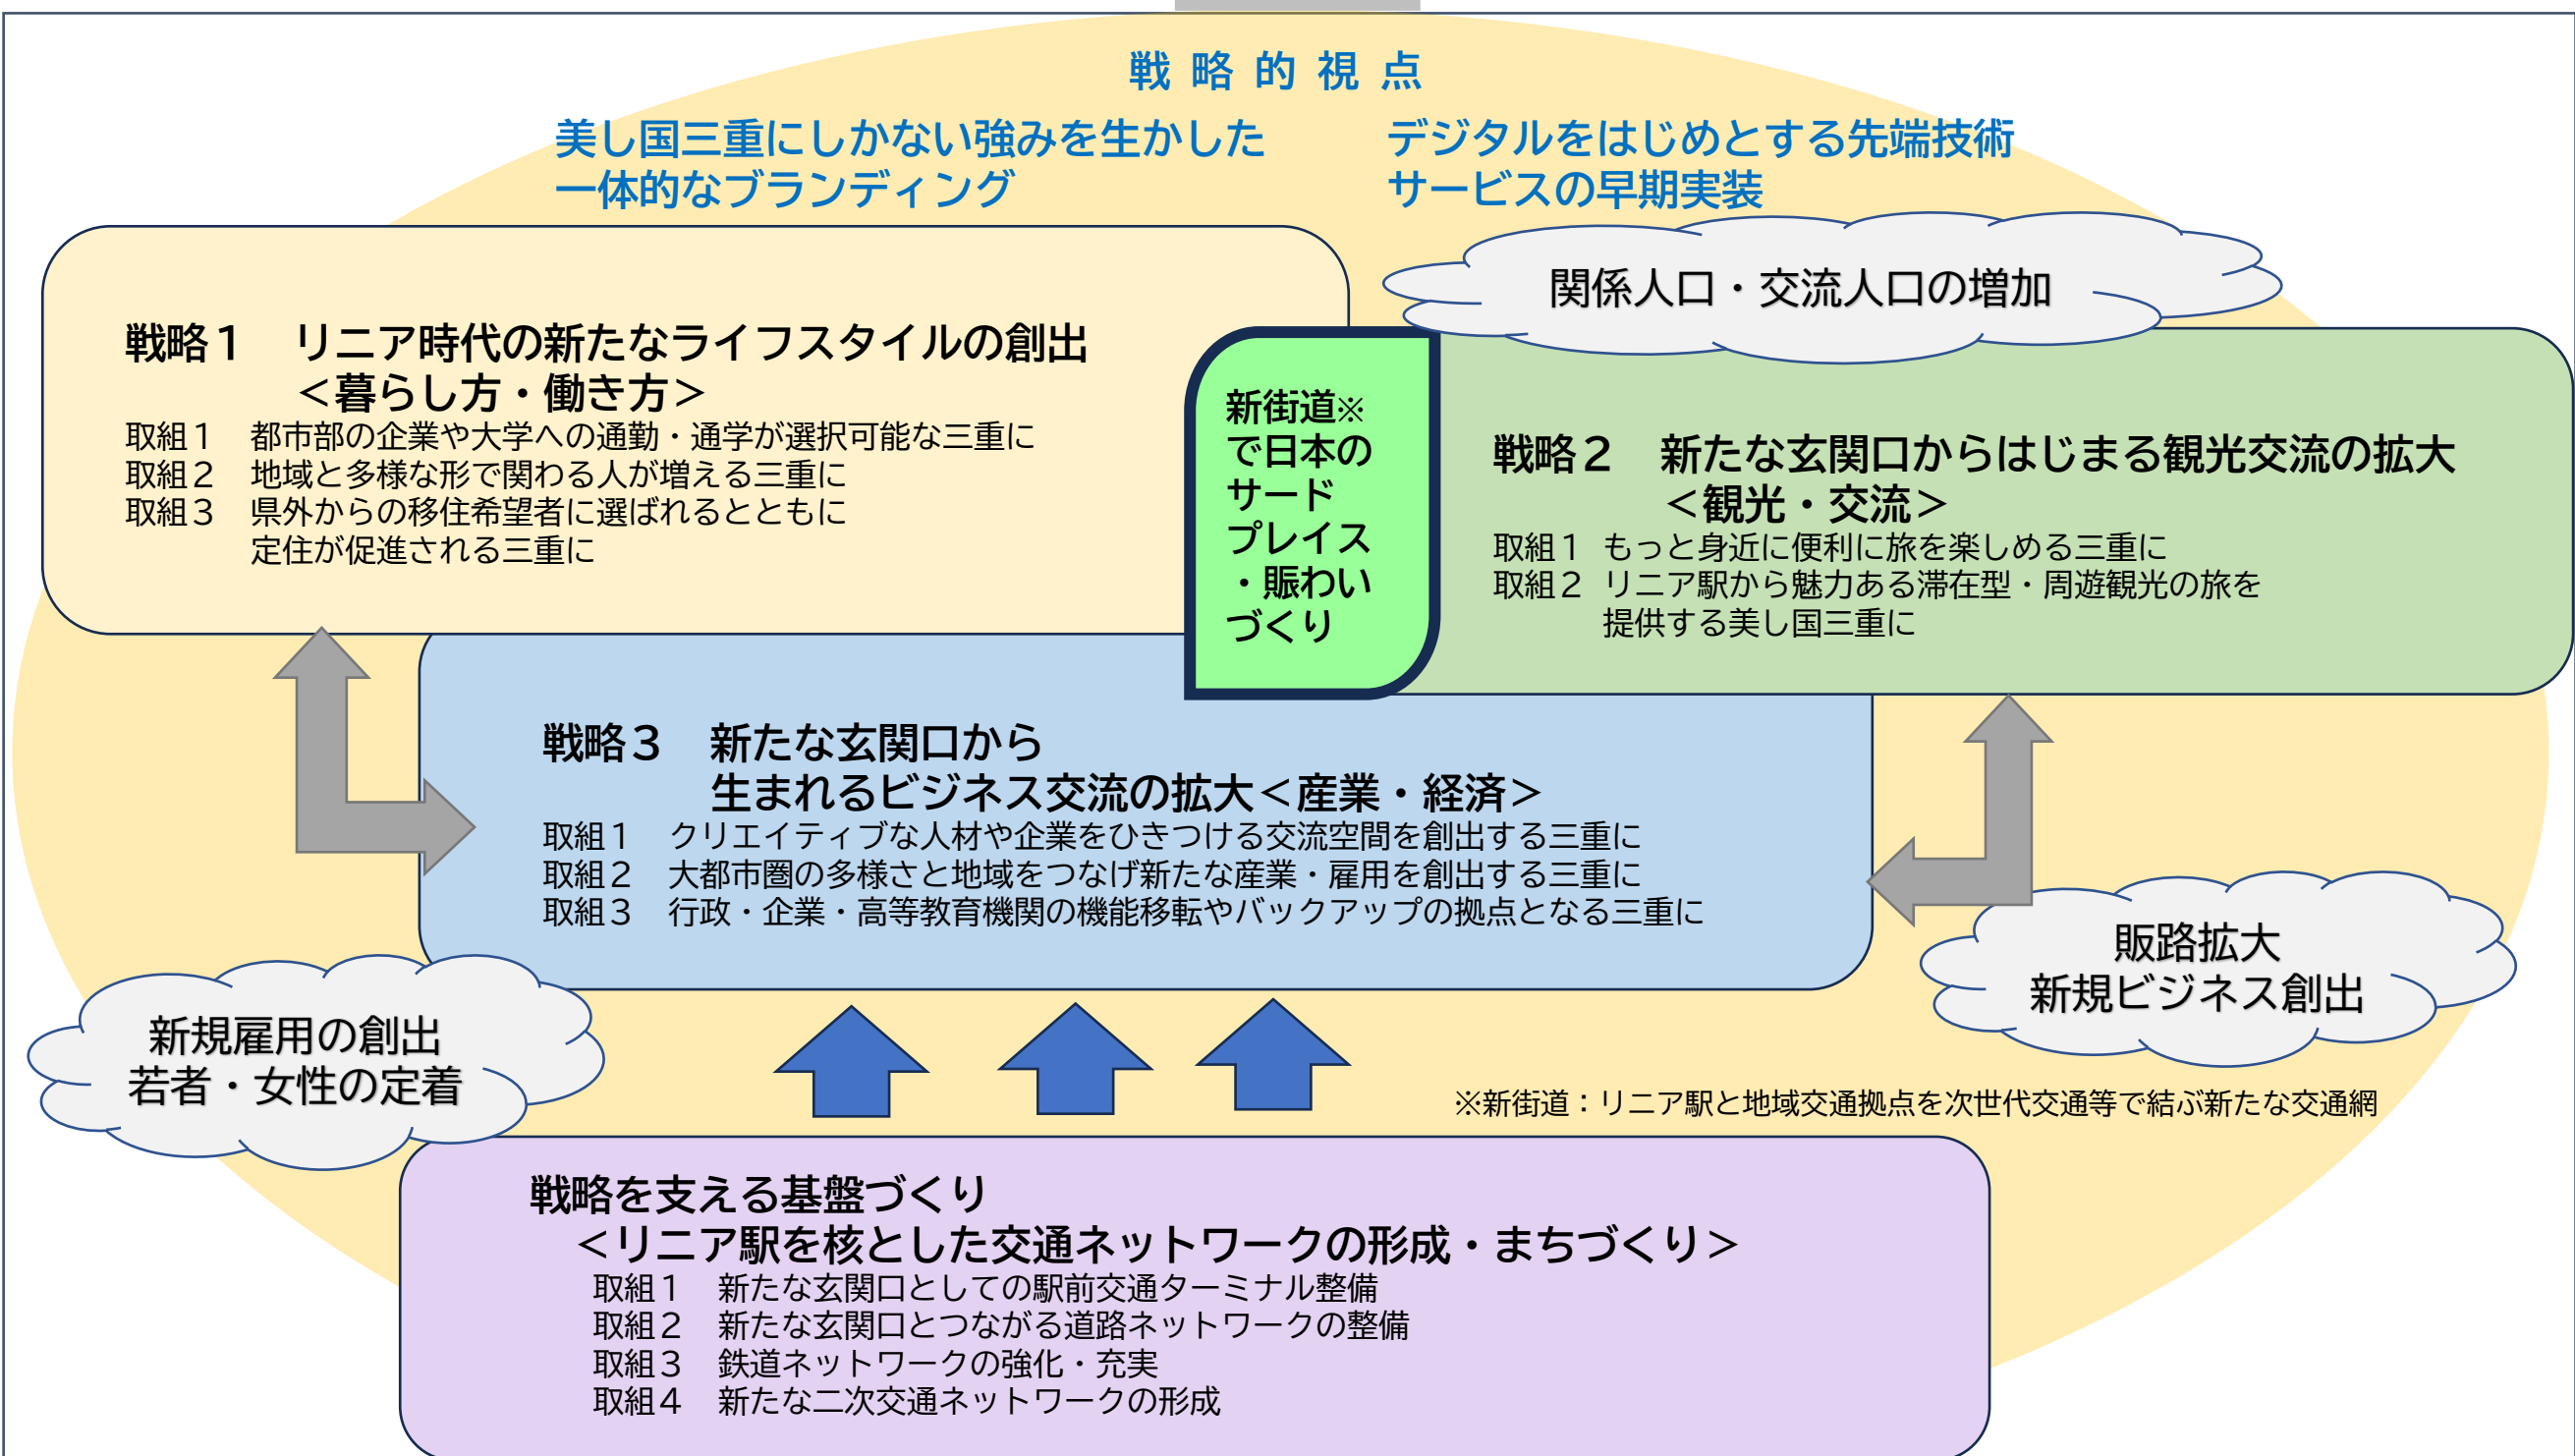 戦略的視点
美し国三重にしかない強みを生かした
一体的なブランディング
デジタルをはじめとする先端技術
サービスの早期実装
関係人口・交流人口の増加
戦略１　リニア時代の新たなライフスタイルの創出
＜暮らし方・働き方＞
取組１　都市部の企業や大学への通勤・通学が選択可能な三重に
取組２　地域と多様な形で関わる人が増える三重に
取組３　県外からの移住希望者に選ばれるとともに
定住が促進される三重に
新街道※
で日本の
サード
プレイス
・賑わい
づくり
戦略２　新たな玄関口からはじまる観光交流の拡大
＜観光・交流＞
取組１ もっと身近に便利に旅を楽しめる三重に
取組２ リニア駅から魅力ある滞在型・周遊観光の旅を
提供する美し国三重に
戦略３　新たな玄関口から
生まれるビジネス交流の拡大＜産業・経済＞
取組１　クリエイティブな人材や企業をひきつける交流空間を創出する三重に
取組２　大都市圏の多様さと地域をつなげ新たな産業・雇用を創出する三重に
取組３　行政・企業・高等教育機関の機能移転やバックアップの拠点となる三重に
販路拡大
新規ビジネス創出
新規雇用の創出
若者・女性の定着
※新街道：リニア駅と地域交通拠点を次世代交通等で結ぶ新たな交通網
戦略を支える基盤づくり
＜リニア駅を核とした交通ネットワークの形成・まちづくり＞
取組１　新たな玄関口としての駅前交通ターミナル整備
取組２　新たな玄関口とつながる道路ネットワークの整備
取組３　鉄道ネットワークの強化・充実
取組４　新たな二次交通ネットワークの形成